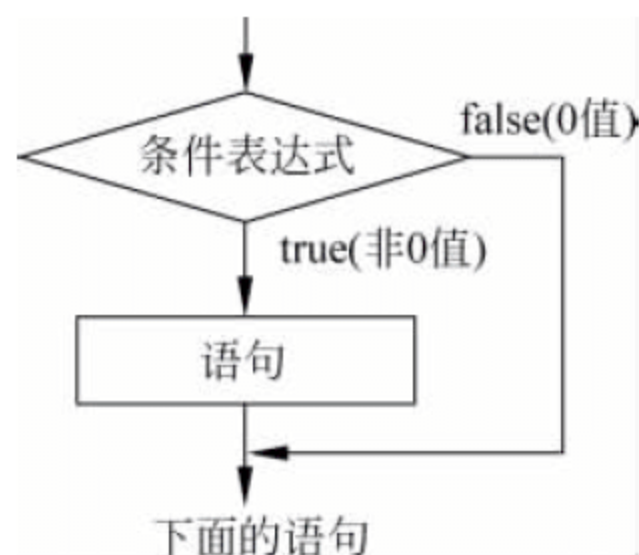 false(0值)
条件表达式
true(非0值)
语句
下面的语句